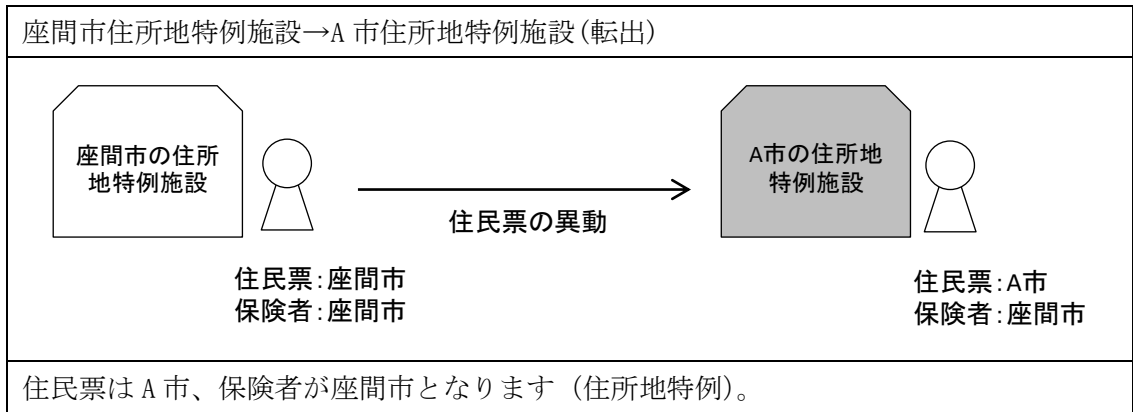 座間市住所地特例施設→A 市住所地特例施設(転出)
座間市の住所
地特例施設
A市の住所地
特例施設
住民票の異動
住民票:座間市
保険者:座間市
住民票:A市
保険者:座間市
住民票は A 市、保険者が座間市となります（住所地特例）。